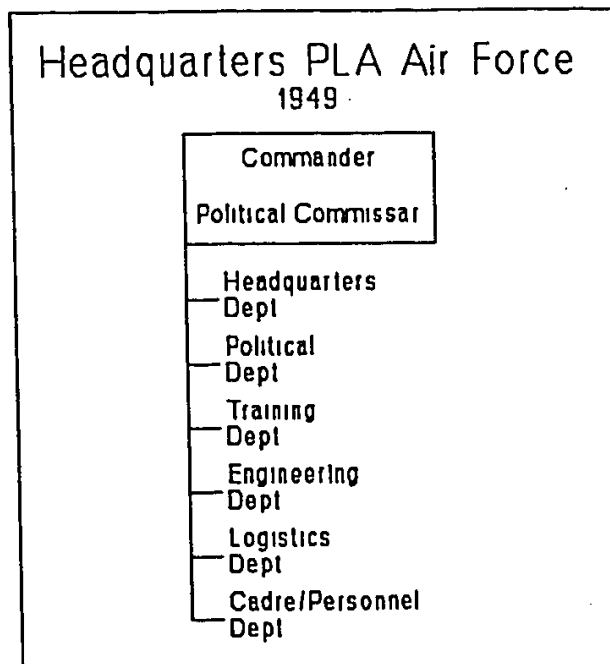 Headquarters PLA Air Force
1949
Commander
Political Commissar
Headquarters
Dept
Political
Dept
Training
Dept
Engineering
Dept
Logistics
Dept
Cadre/Personnel
Dept